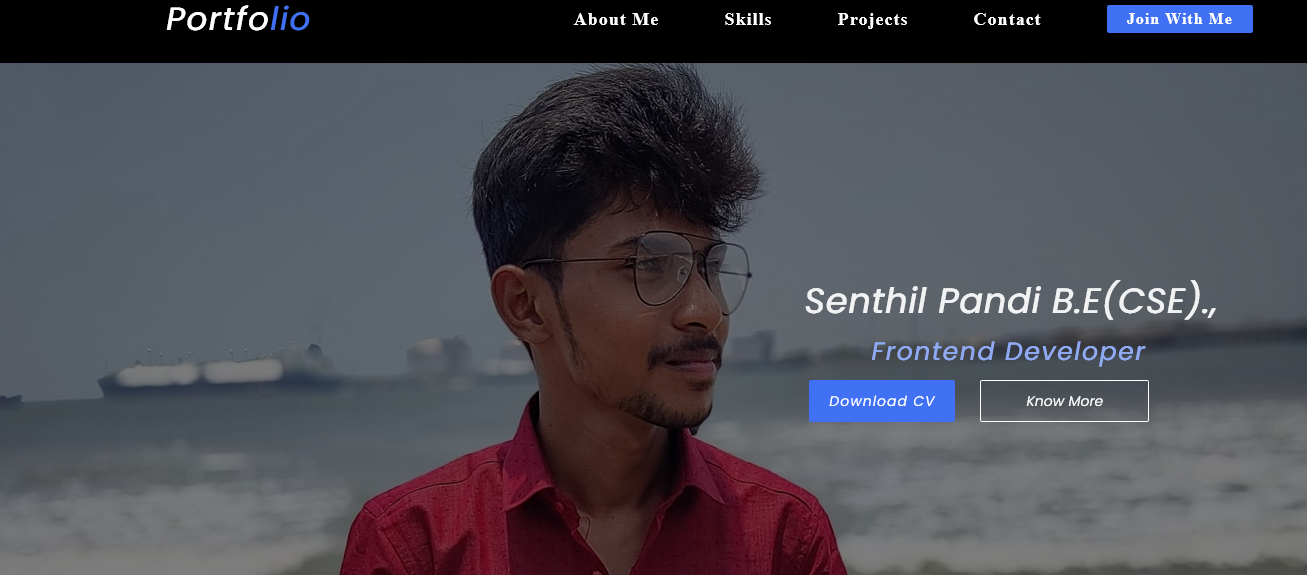 Portfolio About Me Skills Projects Contact Join With Me
Senthil Pandi B.E(CSE).,
Frontend Developer
Download CV Know More